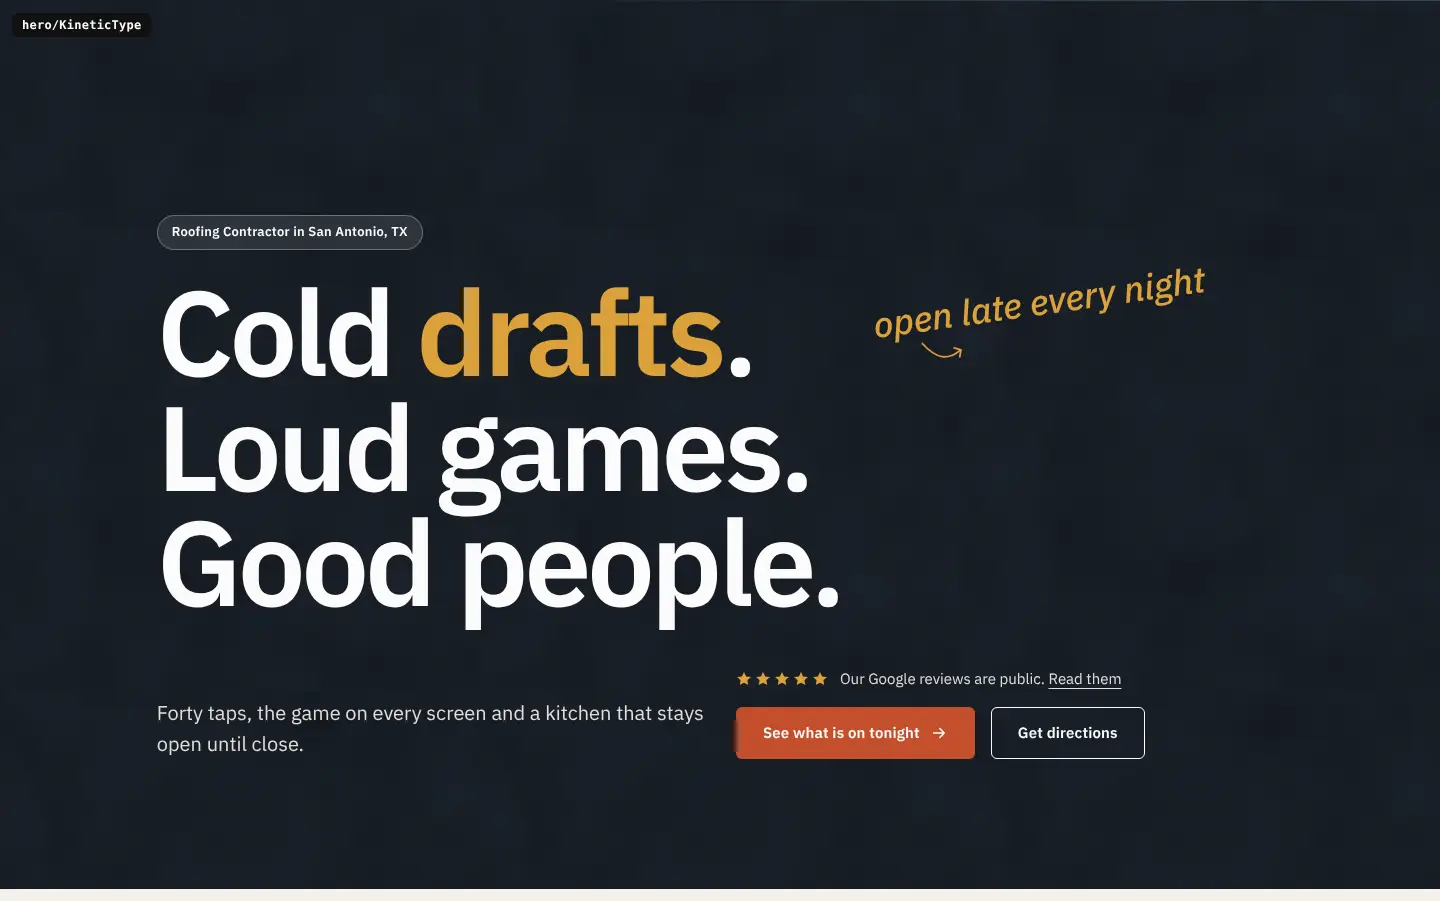 hero/KineticType
Roofing Contractor in San Antonio, TX
Cold drafts.
open late every night
Loud games.
Good people.
Our Google reviews are public. Read them
Forty taps, the game on every screen and a kitchen that stays
open until close.
See what is on tonight →
Get directions